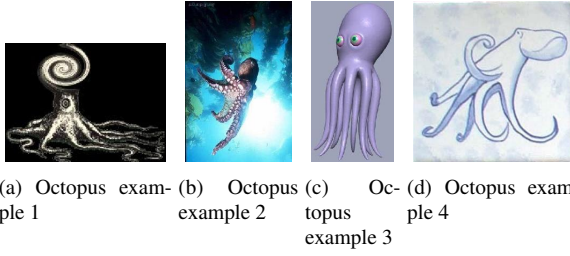 (a) Octopus exam-
ple 1
(b) Octopus
example 2
(c) Oc-
topus
example 3
(d) Octopus exam
ple 4